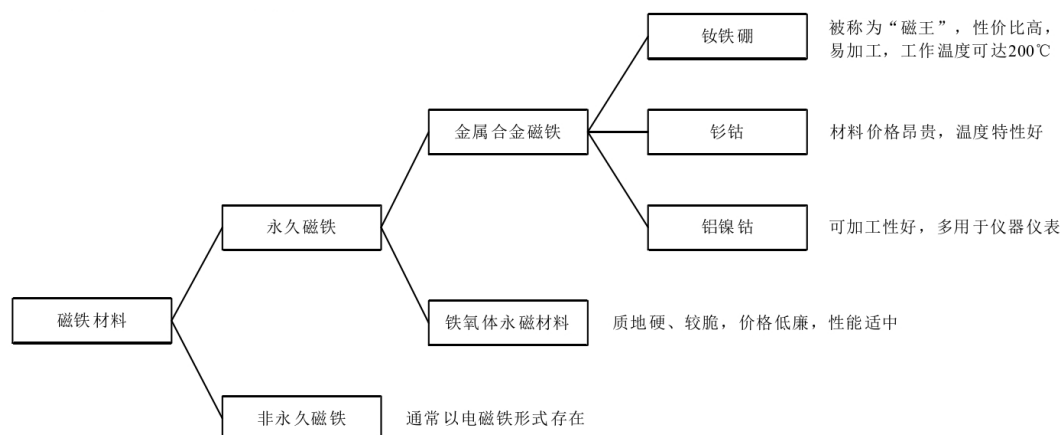 钕铁硼
被称为“磁王”，性价比高，
易加工，工作温度可达200℃
金属合金磁铁
钐钴
材料价格昂贵，温度特性好
永久磁铁
铝镍钴
可加工性好，多用于仪器仪表
磁铁材料
铁氧体永磁材料
质地硬、较脆，价格低廉，性能适中
非永久磁铁
通常以电磁铁形式存在